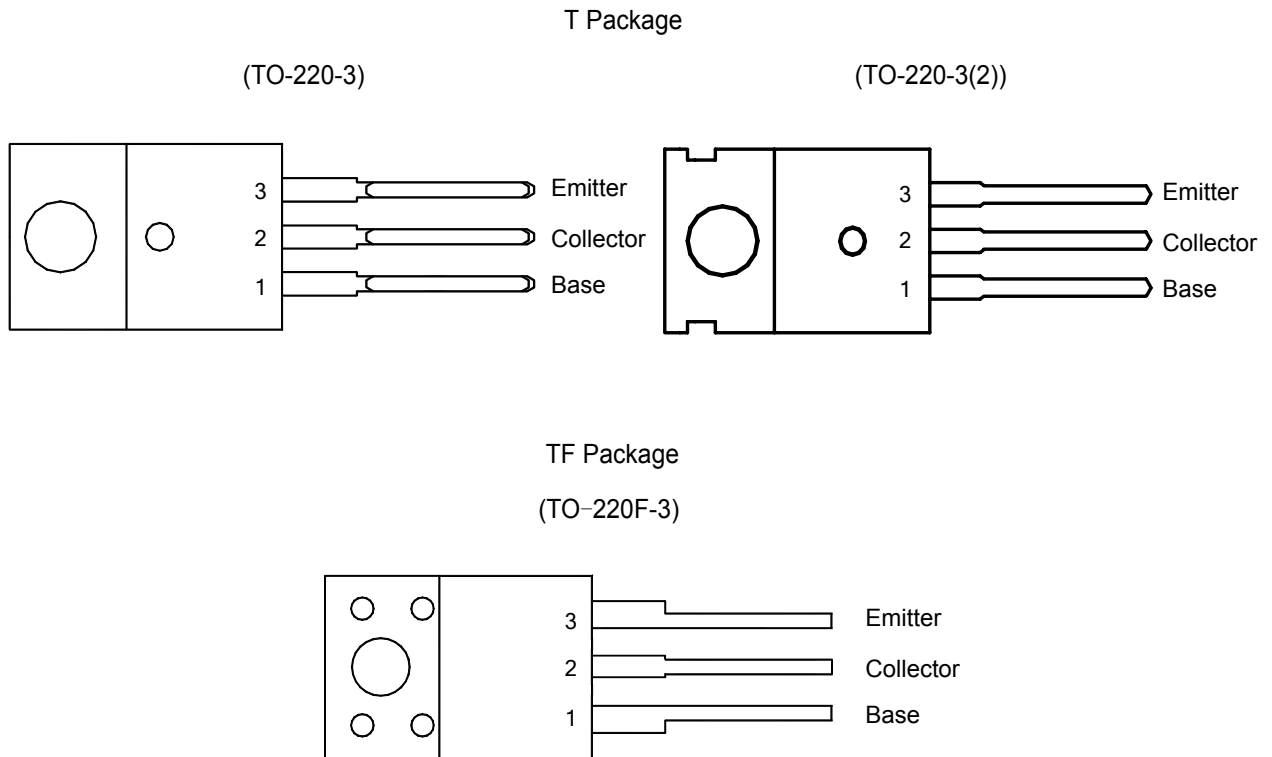 T Package
(TO-220-3)
(TO-220-3(2))
3 Emitter
2 Collector
1 Base
3 Emitter
2 Collector
1 Base
TF Package
(TO-220F-3)
3 Emitter
2 Collector
1 Base